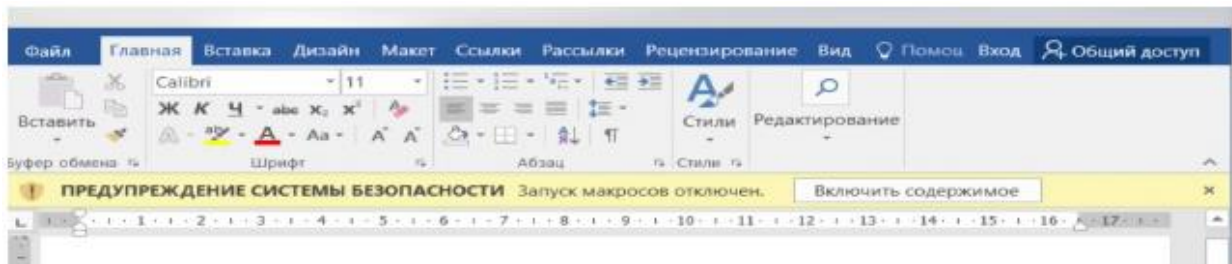 Файл Главная Вставка Дизайн Макет Ссылки Рассылки Рецензирование Вид Помощ Вход Общий доступ
Calibri 11
Ж К Ч abc X₂ X²
Вставить А Аа А А Стили Редактирование
Буфер обмена Шрифт Абзац Стили
ПРЕДУПРЕЖДЕНИЕ СИСТЕМЫ БЕЗОПАСНОСТИ Запуск макросов отключен. Включить содержимое
1 2 3 4 5 6 7 8 9 10 11 12 13 14 15 16 17